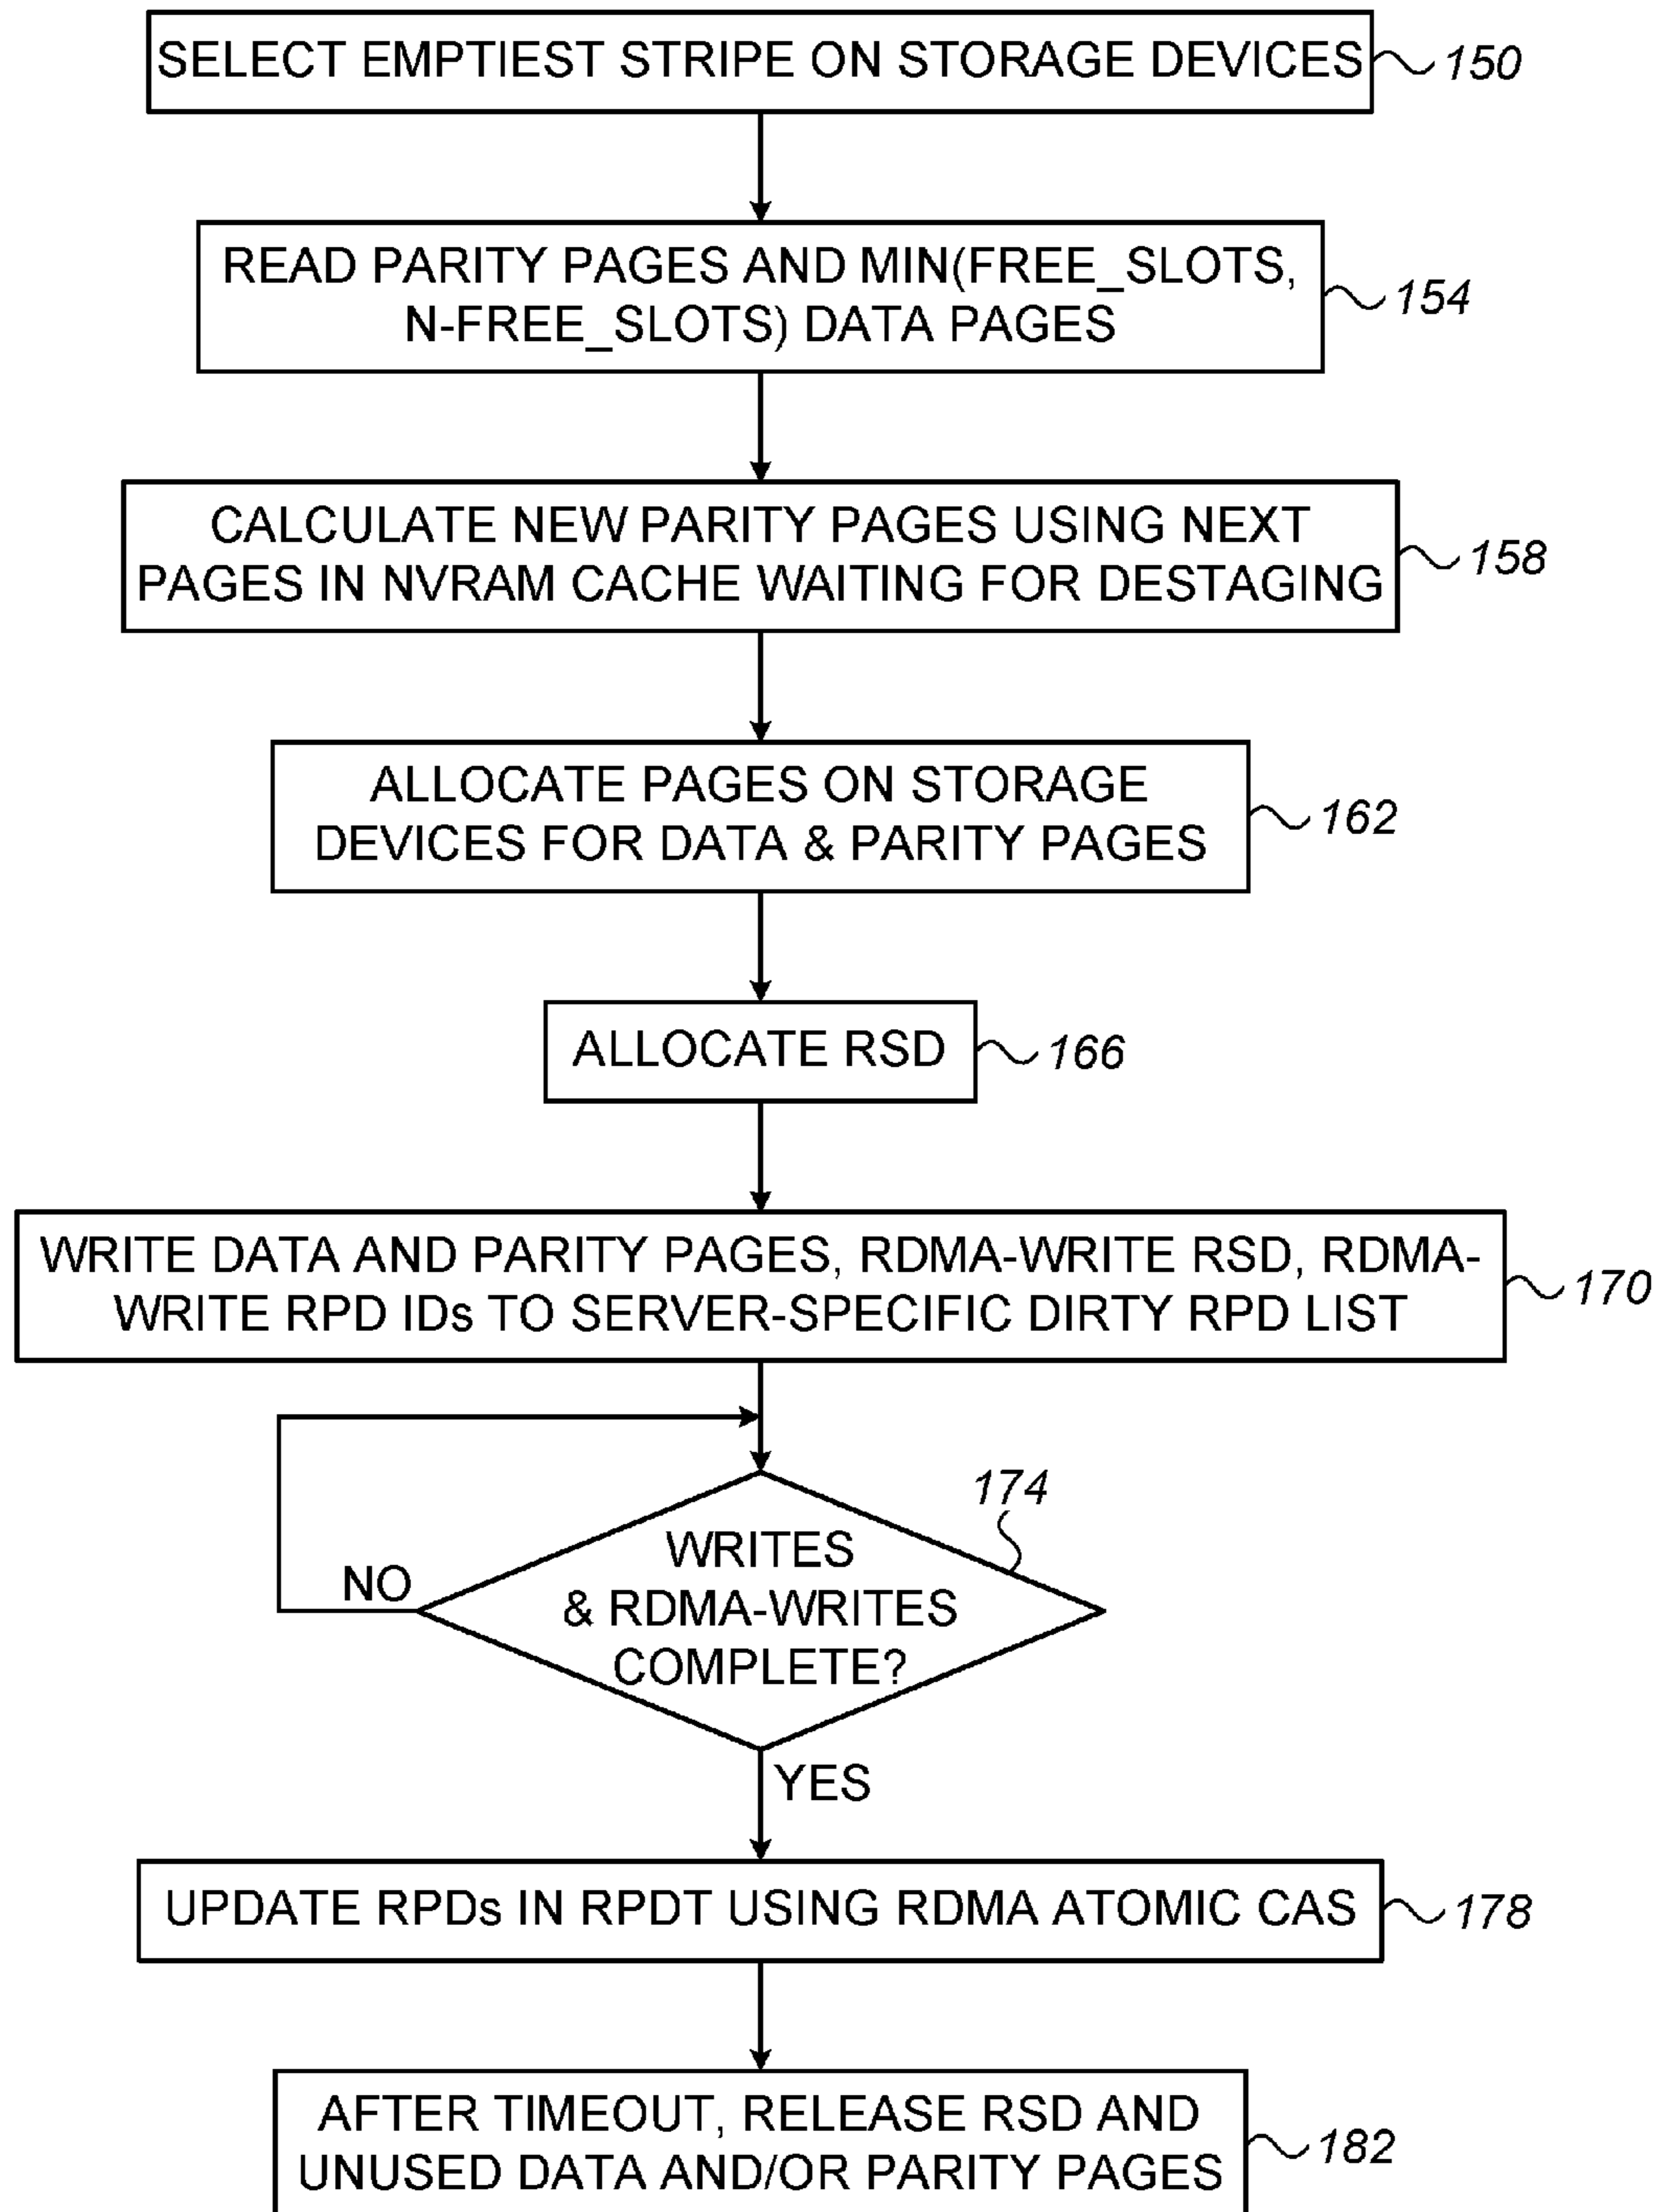 SELECT EMPTIEST STRIPE ON STORAGE DEVICES
150
READ PARITY PAGES AND MIN(FREE_SLOTS,
N-FREE_SLOTS) DATA PAGES
154
CALCULATE NEW PARITY PAGES USING NEXT
PAGES IN NVRAM CACHE WAITING FOR DESTAGING
158
ALLOCATE PAGES ON STORAGE
DEVICES FOR DATA & PARITY PAGES
162
ALLOCATE RSD
166
WRITE DATA AND PARITY PAGES, RDMA-WRITE RSD, RDMA-
WRITE RPD IDs TO SERVER-SPECIFIC DIRTY RPD LIST
170
174
WRITES
& RDMA-WRITES
COMPLETE?
NO
YES
UPDATE RPDs IN RPDT USING RDMA ATOMIC CAS
178
AFTER TIMEOUT, RELEASE RSD AND
UNUSED DATA AND/OR PARITY PAGES
182